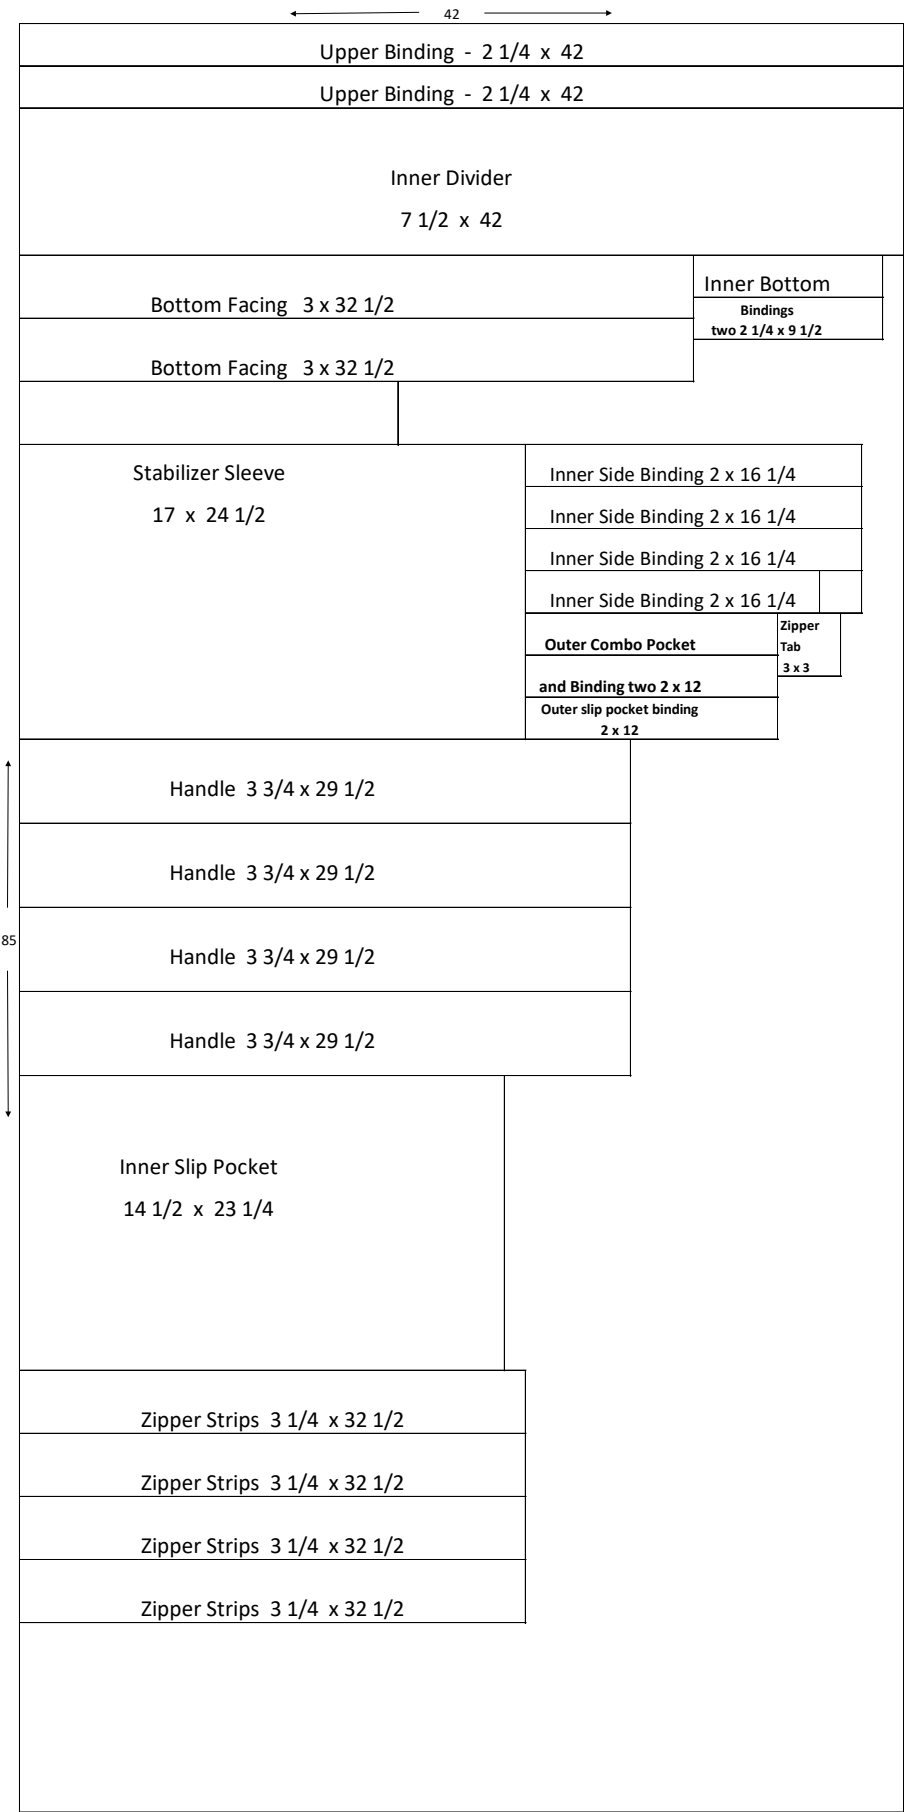 42
Upper Binding - 2 1/4 x 42
Upper Binding - 2 1/4 x 42
Inner Divider
7 1/2 x 42
Bottom Facing 3 x 32 1/2
Inner Bottom
Bindings
two 2 1/4 x 9 1/2
Bottom Facing 3 x 32 1/2
Stabilizer Sleeve
17 x 24 1/2
Inner Side Binding 2 x 16 1/4
Inner Side Binding 2 x 16 1/4
Inner Side Binding 2 x 16 1/4
Inner Side Binding 2 x 16 1/4
Outer Combo Pocket
and Binding two 2 x 12
Zipper
Tab
3 x 3
Outer slip pocket binding
2 x 12
Handle 3 3/4 x 29 1/2
Handle 3 3/4 x 29 1/2
85
Handle 3 3/4 x 29 1/2
Handle 3 3/4 x 29 1/2
Inner Slip Pocket
14 1/2 x 23 1/4
Zipper Strips 3 1/4 x 32 1/2
Zipper Strips 3 1/4 x 32 1/2
Zipper Strips 3 1/4 x 32 1/2
Zipper Strips 3 1/4 x 32 1/2